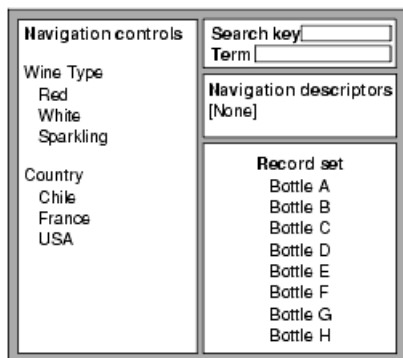 Navigation controls
Wine Type
Red
White
Sparkling
Country
Chile
France
USA
Search key
Term
Navigation descriptors
[None]
Record set
Bottle A
Bottle B
Bottle C
Bottle D
Bottle E
Bottle F
Bottle G
Bottle H